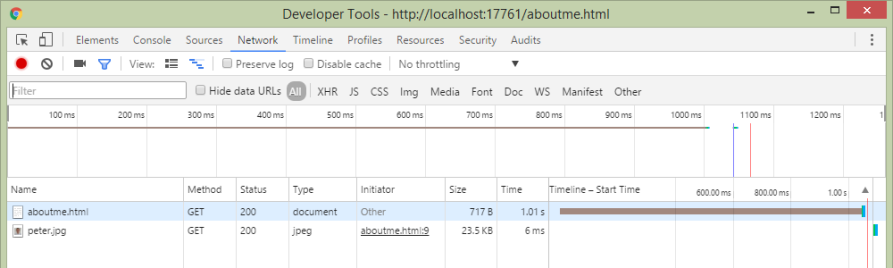 Developer Tools - http://localhost:17761/aboutme.html
Elements Console Sources Network Timeline Profiles Resources Security Audits
View: Preserve log Disable cache No throttling
Filter Hide data URLs All XHR JS CSS Img Media Font Doc WS Manifest Other
100 ms 200 ms 300 ms 400 ms 500 ms 600 ms 700 ms 800 ms 900 ms 1000 ms 1100 ms 1200 ms 1
Name Method Status Type Initiator Size Time Timeline – Start Time 600.00 ms 800.00 ms 1.00 s
aboutme.html GET 200 document Other 717 B 1.01 s
peter.jpg GET 200 jpeg aboutme.html:9 23.5 KB 6 ms